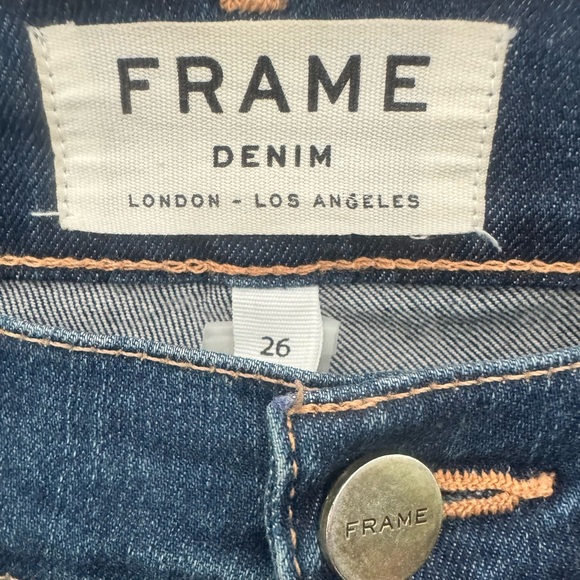 FRAME
DENIM
LONDON - LOS ANGELES
26
FRAME